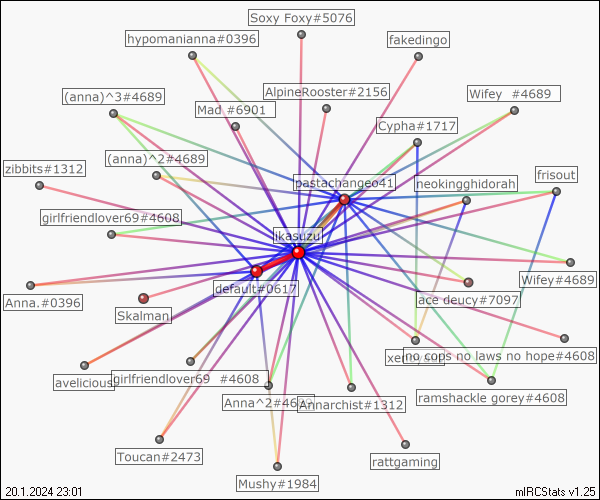 Soxy Foxy#5076
hypomanianna#0396
fakedingo
AlpineRooster#2156
(anna)^3#4689
Wifey  #4689
Mad #6901
Cypha#1717
(anna)^2#4689
zibbits#1312
pastachangeo41
neokingghidorah
frisout
girlfriendlover69#4608
ikasuzu
Wifey#4689
default#0617
Anna.#0396
ace deucy#7097
Skalman
no cops no laws no hope#4608
aveliciouss
girlfriendlover69  #4608
ramshackle gorey#4608
Anna^2#4689
Annarchist#1312
Toucan#2473
rattgaming
Mushy#1984
20.1.2024 23:01
mIRCStats v1.25